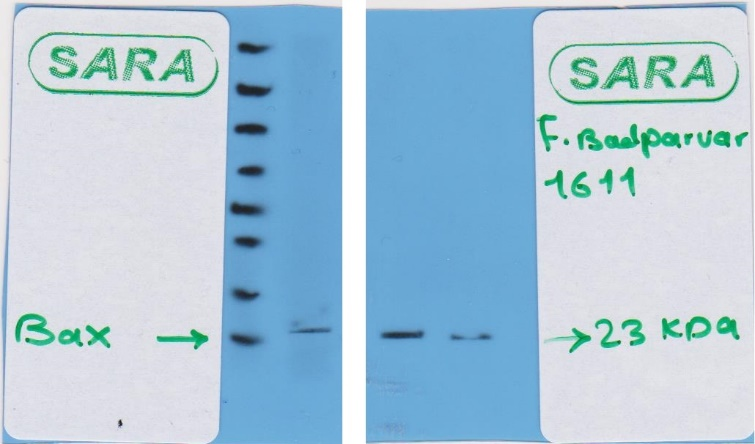 SARA
Bax →
SARA
F. Badparvar
1611
→ 23 KDa